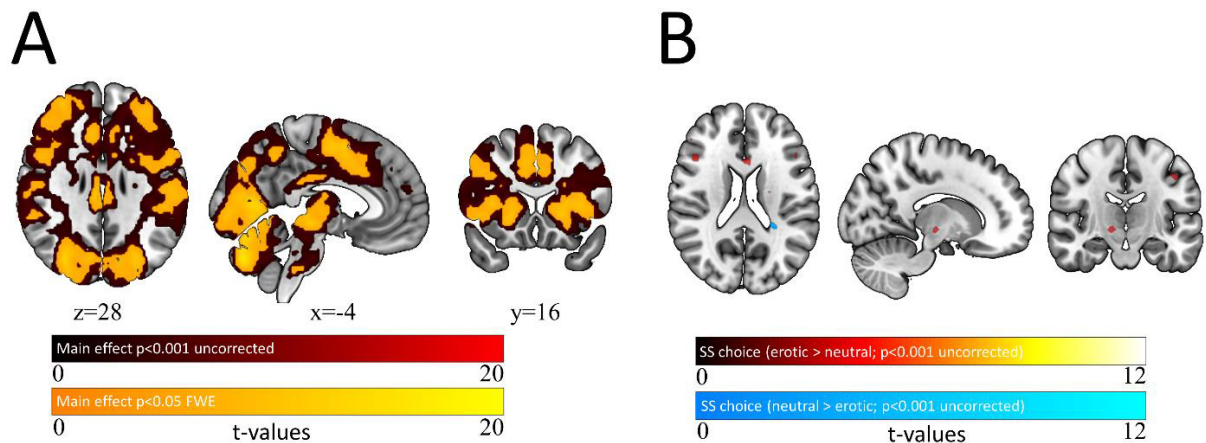 A
z=28 x=-4 y=16
Main effect p<0.001 uncorrected
0 20
Main effect p<0.05 FWE
0 20
t-values
B
SS choice (erotic > neutral; p<0.001 uncorrected)
0 12
SS choice (neutral > erotic; p<0.001 uncorrected)
0 12
t-values